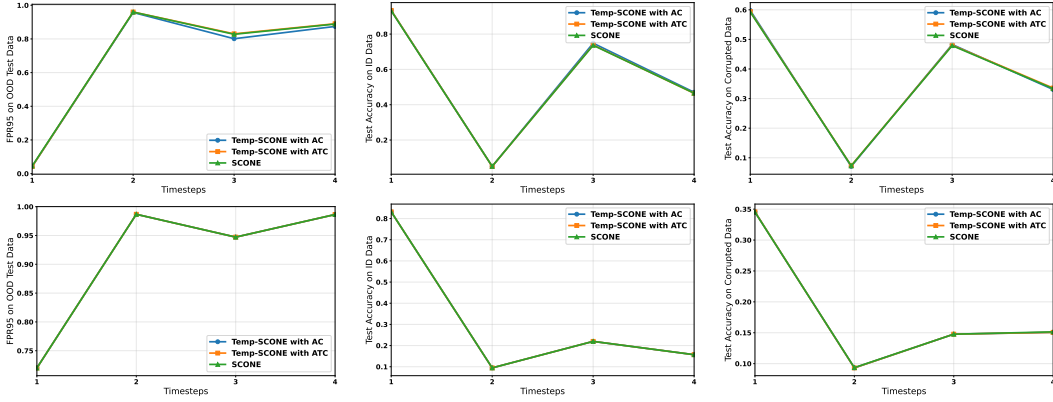 FPR95 on OOD Test Data
1.0
0.8
0.6
0.4
0.2
0.0
1 2 3 4
Timesteps
Temp-SCONE with AC
Temp-SCONE with ATC
SCONE
Test Accuracy on ID Data
0.8
0.6
0.4
0.2
1 2 3 4
Timesteps
Temp-SCONE with AC
Temp-SCONE with ATC
SCONE
Test Accuracy on Corrupted Data
0.6
0.5
0.4
0.3
0.2
0.1
1 2 3 4
Timesteps
Temp-SCONE with AC
Temp-SCONE with ATC
SCONE
FPR95 on OOD Test Data
1.00
0.95
0.90
0.85
0.80
0.75
1 2 3 4
Timesteps
Temp-SCONE with AC
Temp-SCONE with ATC
SCONE
Test Accuracy on ID Data
0.8
0.7
0.6
0.5
0.4
0.3
0.2
0.1
1 2 3 4
Timesteps
Temp-SCONE with AC
Temp-SCONE with ATC
SCONE
Test Accuracy on Corrupted Data
0.35
0.30
0.25
0.20
0.15
0.10
1 2 3 4
Timesteps
Temp-SCONE with AC
Temp-SCONE with ATC
SCONE